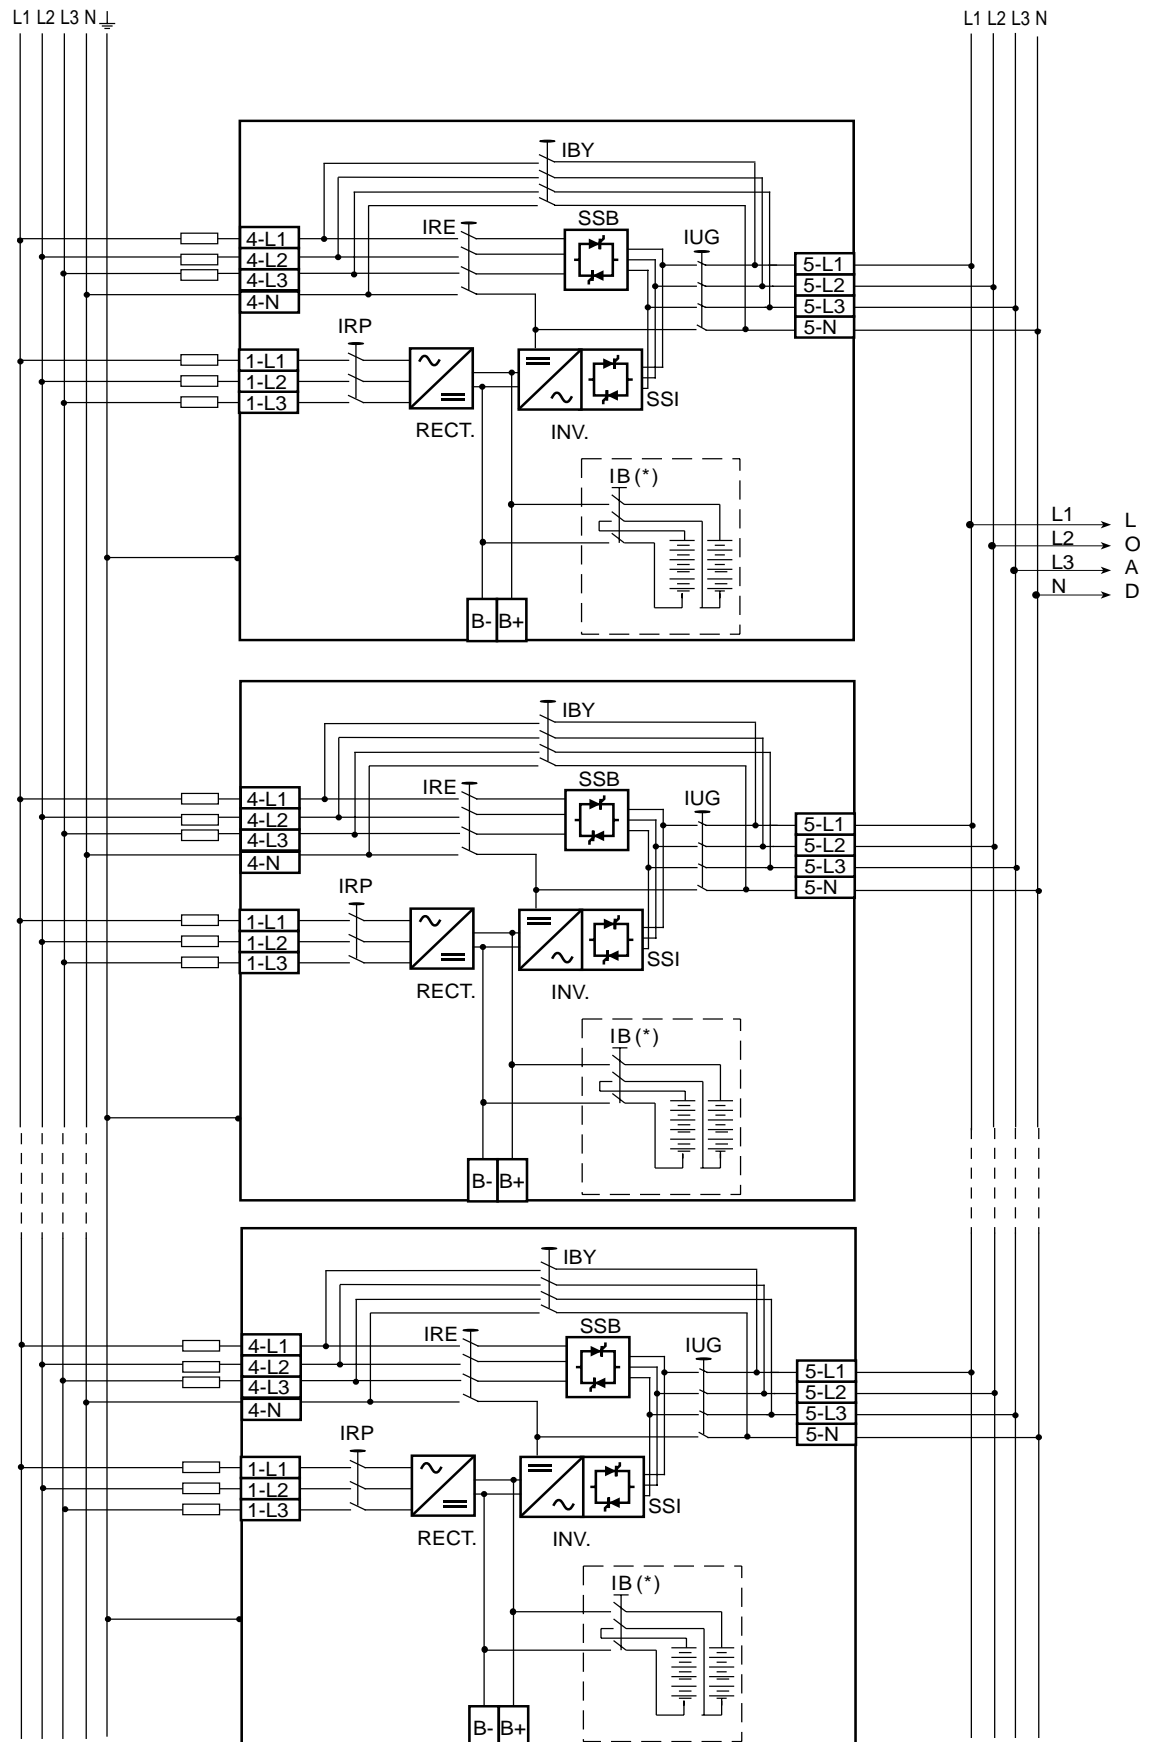 L1 L2 L3 N
L1 L2 L3 N
IBY
IRE
SSB
IUG
4-L1
4-L2
4-L3
4-N
5-L1
5-L2
5-L3
5-N
IRP
1-L1
1-L2
1-L3
SSI
RECT.
INV.
IB (*)
L1 L
L2 O
L3 A
N D
B- B+
IBY
IRE
SSB
IUG
4-L1
4-L2
4-L3
4-N
5-L1
5-L2
5-L3
5-N
IRP
1-L1
1-L2
1-L3
SSI
RECT.
INV.
IB (*)
B- B+
IBY
IRE
SSB
IUG
4-L1
4-L2
4-L3
4-N
5-L1
5-L2
5-L3
5-N
IRP
1-L1
1-L2
1-L3
SSI
RECT.
INV.
IB (*)
B- B+